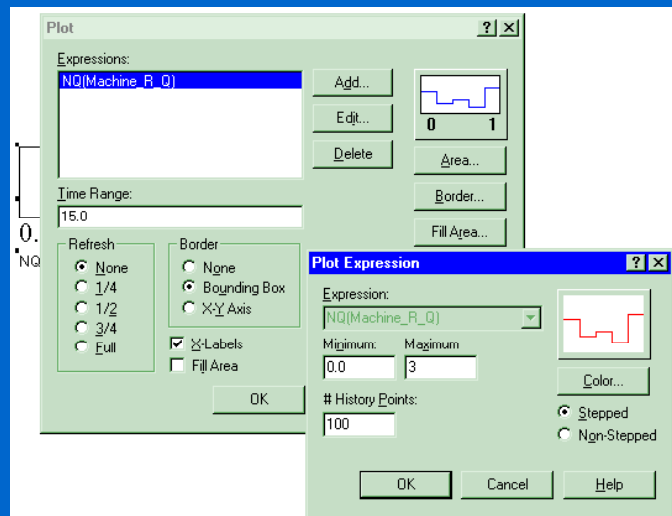 Plot
Expressions:
NQ(Machine_R_Q)
Add...
Edit...
Delete
0 1
Area...
Border...
Fill Area...
Time Range:
15.0
0.
NQ
Refresh
None
1/4
1/2
3/4
Full
Border
None
Bounding Box
X-Y Axis
X-Labels
Fill Area
OK
Plot Expression
Expression:
NQ(Machine_R_Q)
Minimum: Maximum
0.0 3
# History Points:
100
Color...
Stepped
Non-Stepped
OK Cancel Help